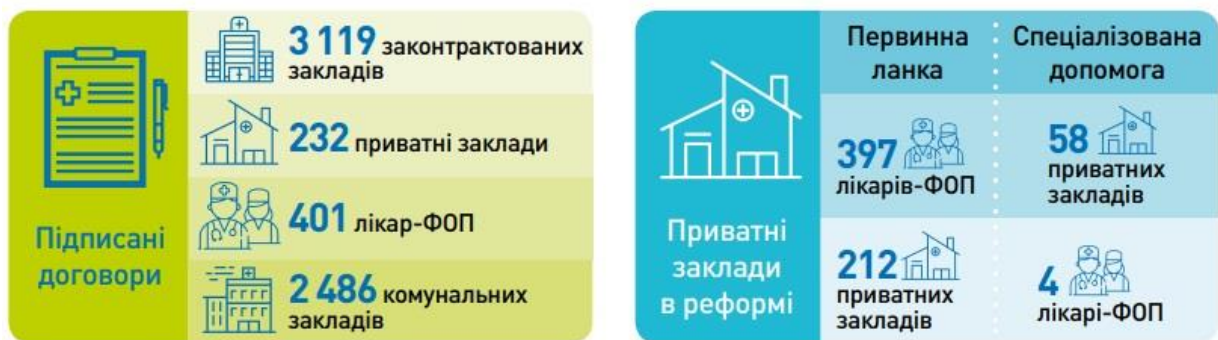 Підписані
договори
3 119 законтрактованих
закладів
232 приватні заклади
401 лікар-ФОП
2 486 комунальних
закладів
Приватні
заклади
в реформі
Первинна
ланка
397
лікарів-ФОП
212
приватних
закладів
Спеціалізована
допомога
58
приватних
закладів
4
лікарі-ФОП